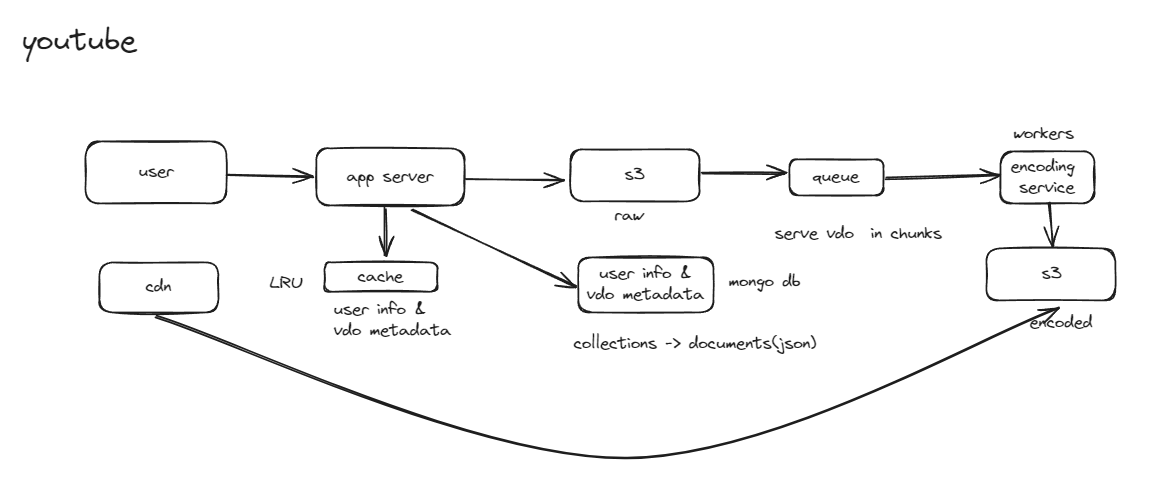 youtube
workers
user
app server
s3
queue
encoding
service
raw
serve vdo in chunks
cdn
LRU
cache
user info &
vdo metadata
mongo db
s3
user info &
vdo metadata
encoded
collections -> documents(json)